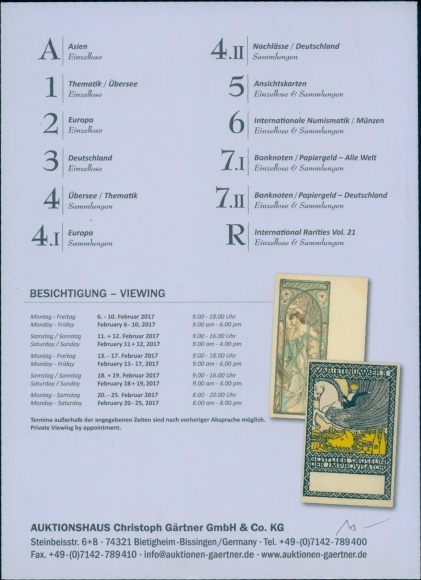 A Asien
Einzellose
1 Thematik / Übersee
Einzellose
2 Europa
Einzellose
3 Deutschland
Einzellose
4 Übersee / Thematik
Sammlungen
4.I Europa
Sammlungen
4.II Nachlässe / Deutschland
Sammlungen
5 Ansichtskarten
Einzellose & Sammlungen
6 Internationale Numismatik / Münzen
Einzellose & Sammlungen
7.I Banknoten / Papiergeld – Alle Welt
Einzellose & Sammlungen
7.II Banknoten / Papiergeld – Deutschland
Einzellose & Sammlungen
R International Rarities Vol. 21
Einzellose & Sammlungen
BESICHTIGUNG – VIEWING
Montag - Freitag 6. - 10. Februar 2017 9.00 - 18.00 Uhr
Monday - Friday February 6 - 10, 2017 9.00 am - 6.00 pm
Samstag / Sonntag 11. + 12. Februar 2017 9.00 - 16.00 Uhr
Saturday / Sunday February 11 + 12, 2017 9.00 am - 4.00 pm
Montag - Freitag 13. - 17. Februar 2017 9.00 - 18.00 Uhr
Monday - Friday February 13 - 17, 2017 9.00 am - 6.00 pm
Samstag / Sonntag 18. + 19. Februar 2017 9.00 - 16.00 Uhr
Saturday / Sunday February 18 + 19, 2017 9.00 am - 4.00 pm
Montag - Samstag 20. - 25. Februar 2017 8.00 - 20.00 Uhr
Monday - Saturday February 20 - 25, 2017 8.00 am - 8.00 pm
Termine außerhalb der angegebenen Zeiten sind nach vorheriger Absprache möglich.
Private Viewing by appointment.
VARIETENUMMER 8
DER IMPROVISATOR
AUKTIONSHAUS Christoph Gärtner GmbH & Co. KG
Steinbeisstr. 6+8 · 74321 Bietigheim-Bissingen/Germany · Tel. +49-(0)7142-789400
Fax. +49-(0)7142-789410 · info@auktionen-gaertner.de · www.auktionen-gaertner.de